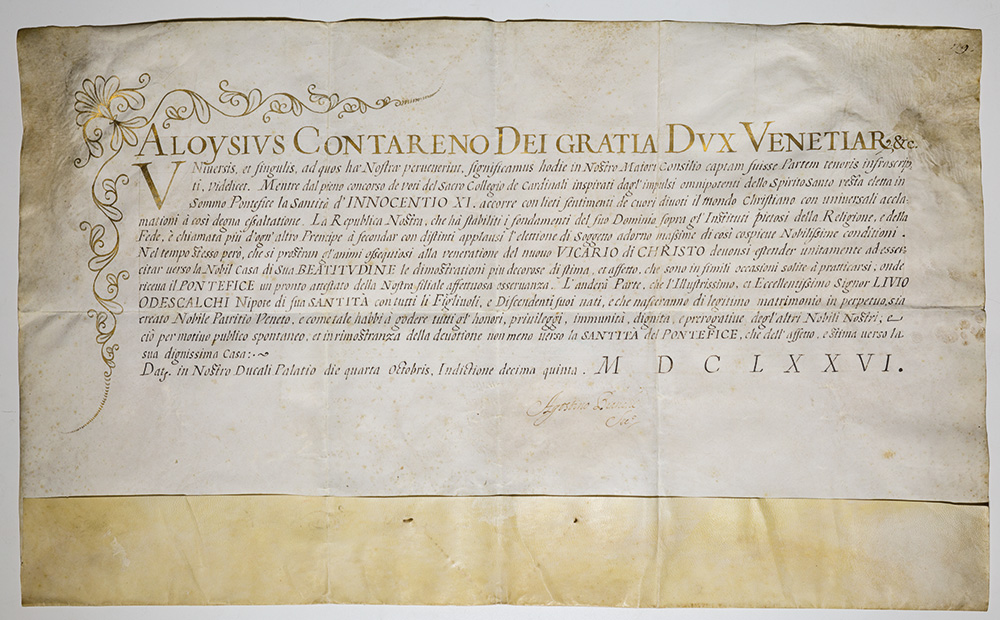 ALOYSIVS CONTARENO DEI GRATIA DVX VENETIAR &c.
VNiuersis, et singulis, ad quos hæ Nostræ peruenerint, significamus hodie in Nostro Maiori Consilio captam fuisse Partem tenoris infrascrip-
ti, Videlicet. Mentre dal pieno concorso de voti del Sacro Collegio de Cardinali inspirati dagl'impulsi omnipotenti dello Spirito Santo resta eletta in
Sommo Pontefice la Santità d'INNOCENTIO XI, accorre con lieti sentimenti de cuori diuoti il mondo Christiano con uniuersali accla-
mationi à così degna essaltatione. La Republica Nostra, che hà stabiliti i fondamenti del suo Dominio sopra gl'Instituti pietosi della Religione, e della
Fede, è chiamata più d'ogn'altro Prencipe à secondar con distinti applausi l'elettione di Soggetto adorno massime di così cospicue Nobilissime conditioni.
Nel tempo stesso però, che si prostran gl'animi ossequiosi alla veneratione del nuouo VICARIO di CHRISTO deuonsi estender unitamente ad esser-
citar uerso la Nobil Casa di Sua BEATITVDINE le dimostrationi più decorose di stima, et affetto, che sono in simili occasioni solite à pratticarsi, onde
riceua il PONTEFICE un pronto attestato della Nostra filiale affettuosa osseruanza. L'anderà Parte, che l'Illustrissimo, et Eccellentissimo Signor LIVIO
ODESCALCHI Nipote di sua SANTITÀ con tutti li Figliuoli, e Discendenti suoi nati, e che nasceranno di legitimo matrimonio in perpetuo, sia
creato Nobile Patritio Veneto, e come tale habbi à godere tutti gl'honori, priuileggi, immunità, dignità, e prerogatiue degl'altri Nobili Nostri; e
ciò per motiuo publico spontaneo, et in rimostranza della deuotione non meno uerso la SANTITÀ del PONTEFICE, che dell'affetto, e stima uerso la
sua dignissima Casa:~
Dat. in Nostro Ducali Palatio die quarta Octobris, Indictione decima quinta. M D C L X X V I.
Agostino